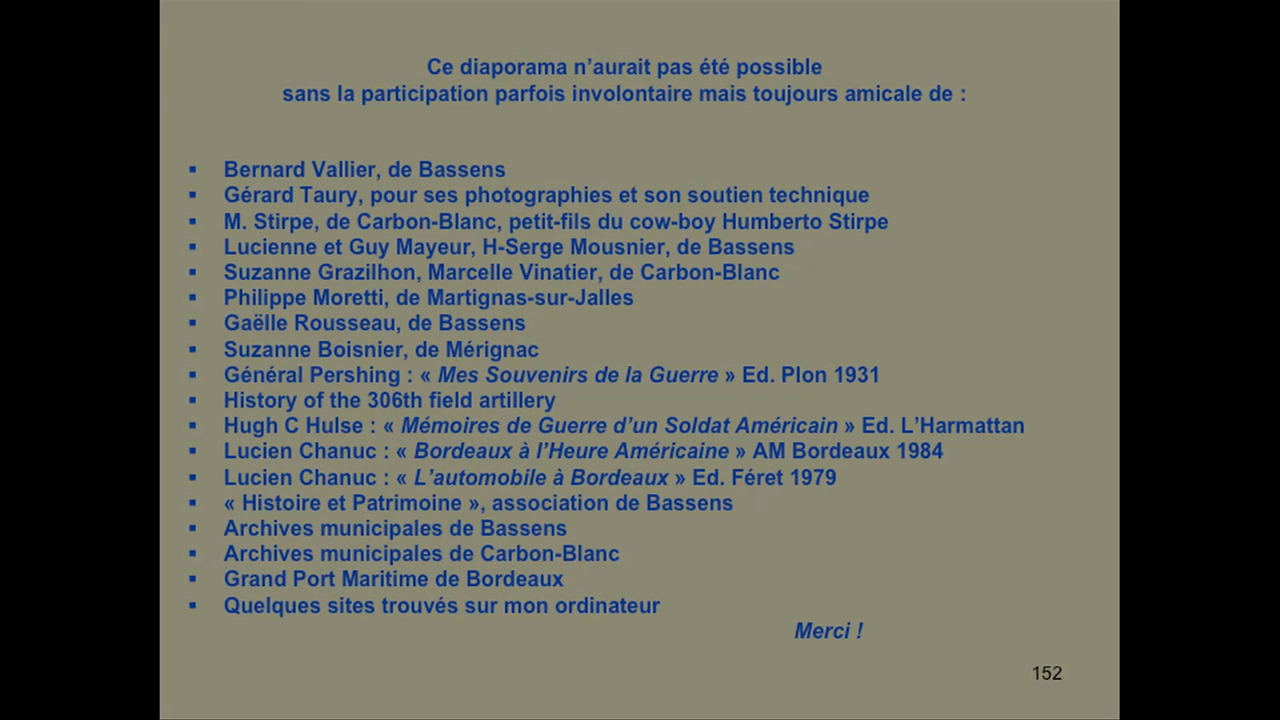 Ce diaporama n’aurait pas été possible
sans la participation parfois involontaire mais toujours amicale de :
▪ Bernard Vallier, de Bassens
▪ Gérard Taury, pour ses photographies et son soutien technique
▪ M. Stirpe, de Carbon-Blanc, petit-fils du cow-boy Humberto Stirpe
▪ Lucienne et Guy Mayeur, H-Serge Mousnier, de Bassens
▪ Suzanne Grazilhon, Marcelle Vinatier, de Carbon-Blanc
▪ Philippe Moretti, de Martignas-sur-Jalles
▪ Gaëlle Rousseau, de Bassens
▪ Suzanne Boisnier, de Mérignac
▪ Général Pershing : « Mes Souvenirs de la Guerre » Ed. Plon 1931
▪ History of the 306th field artillery
▪ Hugh C Hulse : « Mémoires de Guerre d’un Soldat Américain » Ed. L’Harmattan
▪ Lucien Chanuc : « Bordeaux à l’Heure Américaine » AM Bordeaux 1984
▪ Lucien Chanuc : « L’automobile à Bordeaux » Ed. Féret 1979
▪ « Histoire et Patrimoine », association de Bassens
▪ Archives municipales de Bassens
▪ Archives municipales de Carbon-Blanc
▪ Grand Port Maritime de Bordeaux
▪ Quelques sites trouvés sur mon ordinateur
Merci !
152